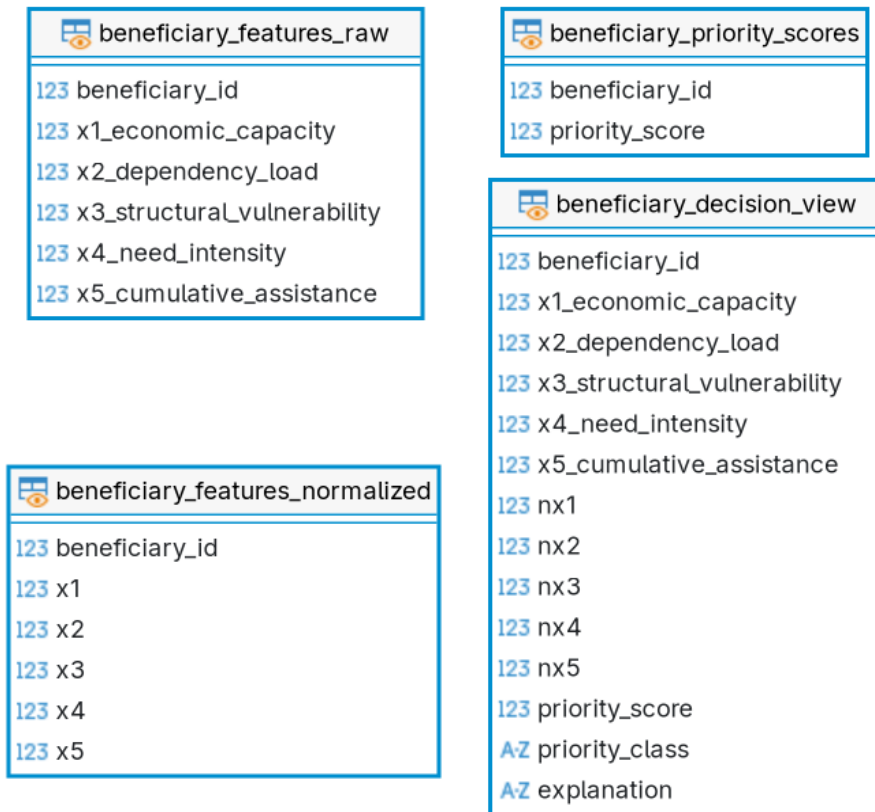 beneficiary_features_raw
123 beneficiary_id
123 x1_economic_capacity
123 x2_dependency_load
123 x3_structural_vulnerability
123 x4_need_intensity
123 x5_cumulative_assistance
beneficiary_priority_scores
123 beneficiary_id
123 priority_score
beneficiary_decision_view
123 beneficiary_id
123 x1_economic_capacity
123 x2_dependency_load
123 x3_structural_vulnerability
123 x4_need_intensity
123 x5_cumulative_assistance
123 nx1
123 nx2
123 nx3
123 nx4
123 nx5
123 priority_score
A-Z priority_class
A-Z explanation
beneficiary_features_normalized
123 beneficiary_id
123 x1
123 x2
123 x3
123 x4
123 x5